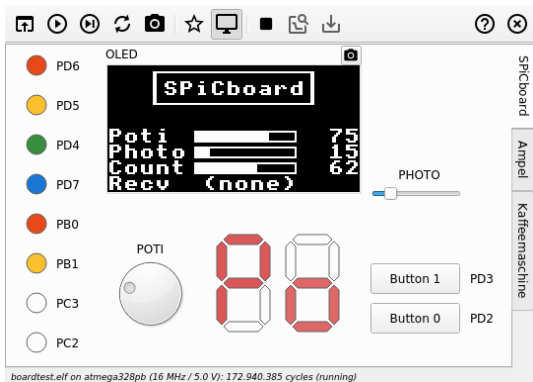 OLED
SPiCboard
Poti 75
Photo 15
Count 62
Recv (none)
PD6
PD5
PD4
PD7
PB0
PB1
PC3
PC2
POTI
PHOTO
Button 1 PD3
Button 0 PD2
SPiCboard
Ampel
Kaffeemaschine
boardtest.elf on atmega328pb (16 MHz / 5.0 V): 172.940.385 cycles (running)